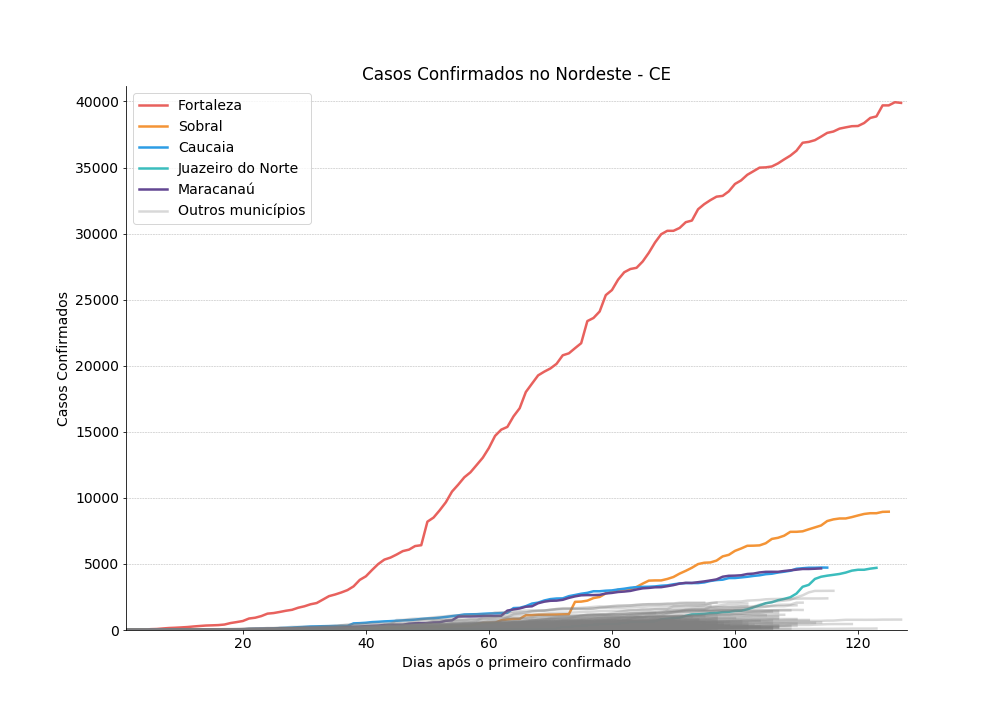 Casos Confirmados no Nordeste - CE
Fortaleza
Sobral
Caucaia
Juazeiro do Norte
Maracanaú
Outros municípios
40000
35000
30000
25000
20000
15000
10000
5000
0
Casos Confirmados
20 40 60 80 100 120
Dias após o primeiro confirmado